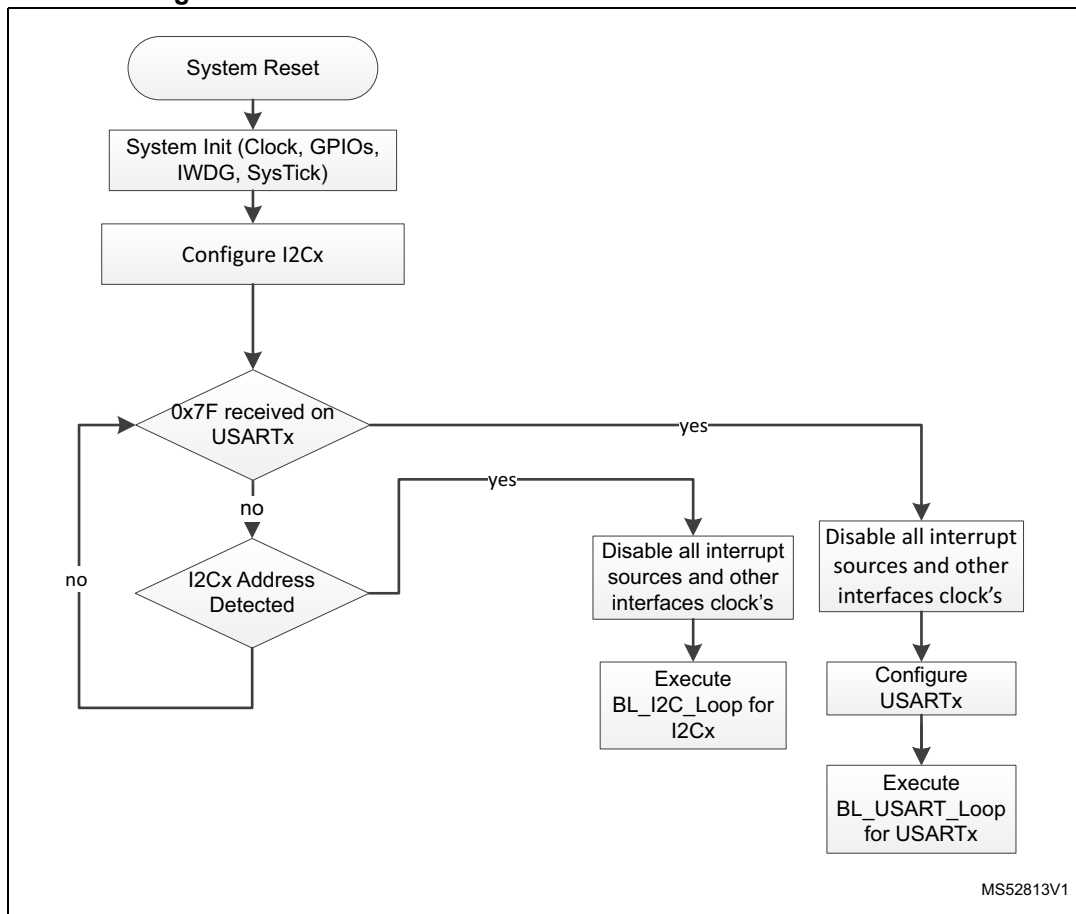 System Reset
System Init (Clock, GPIOs,
IWDG, SysTick)
Configure I2Cx
0x7F received on
USARTx
yes
no
yes
I2Cx Address
Detected
no
Disable all interrupt
sources and other
interfaces clock's
Execute
BL_I2C_Loop for
I2Cx
Disable all interrupt
sources and other
interfaces clock's
Configure
USARTx
Execute
BL_USART_Loop
for USARTx
MS52813V1